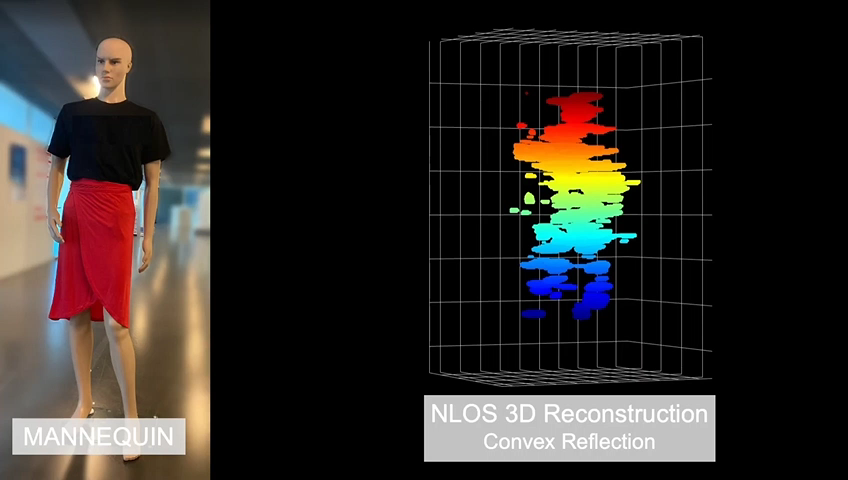 MANNEQUIN
NLOS 3D Reconstruction
Convex Reflection